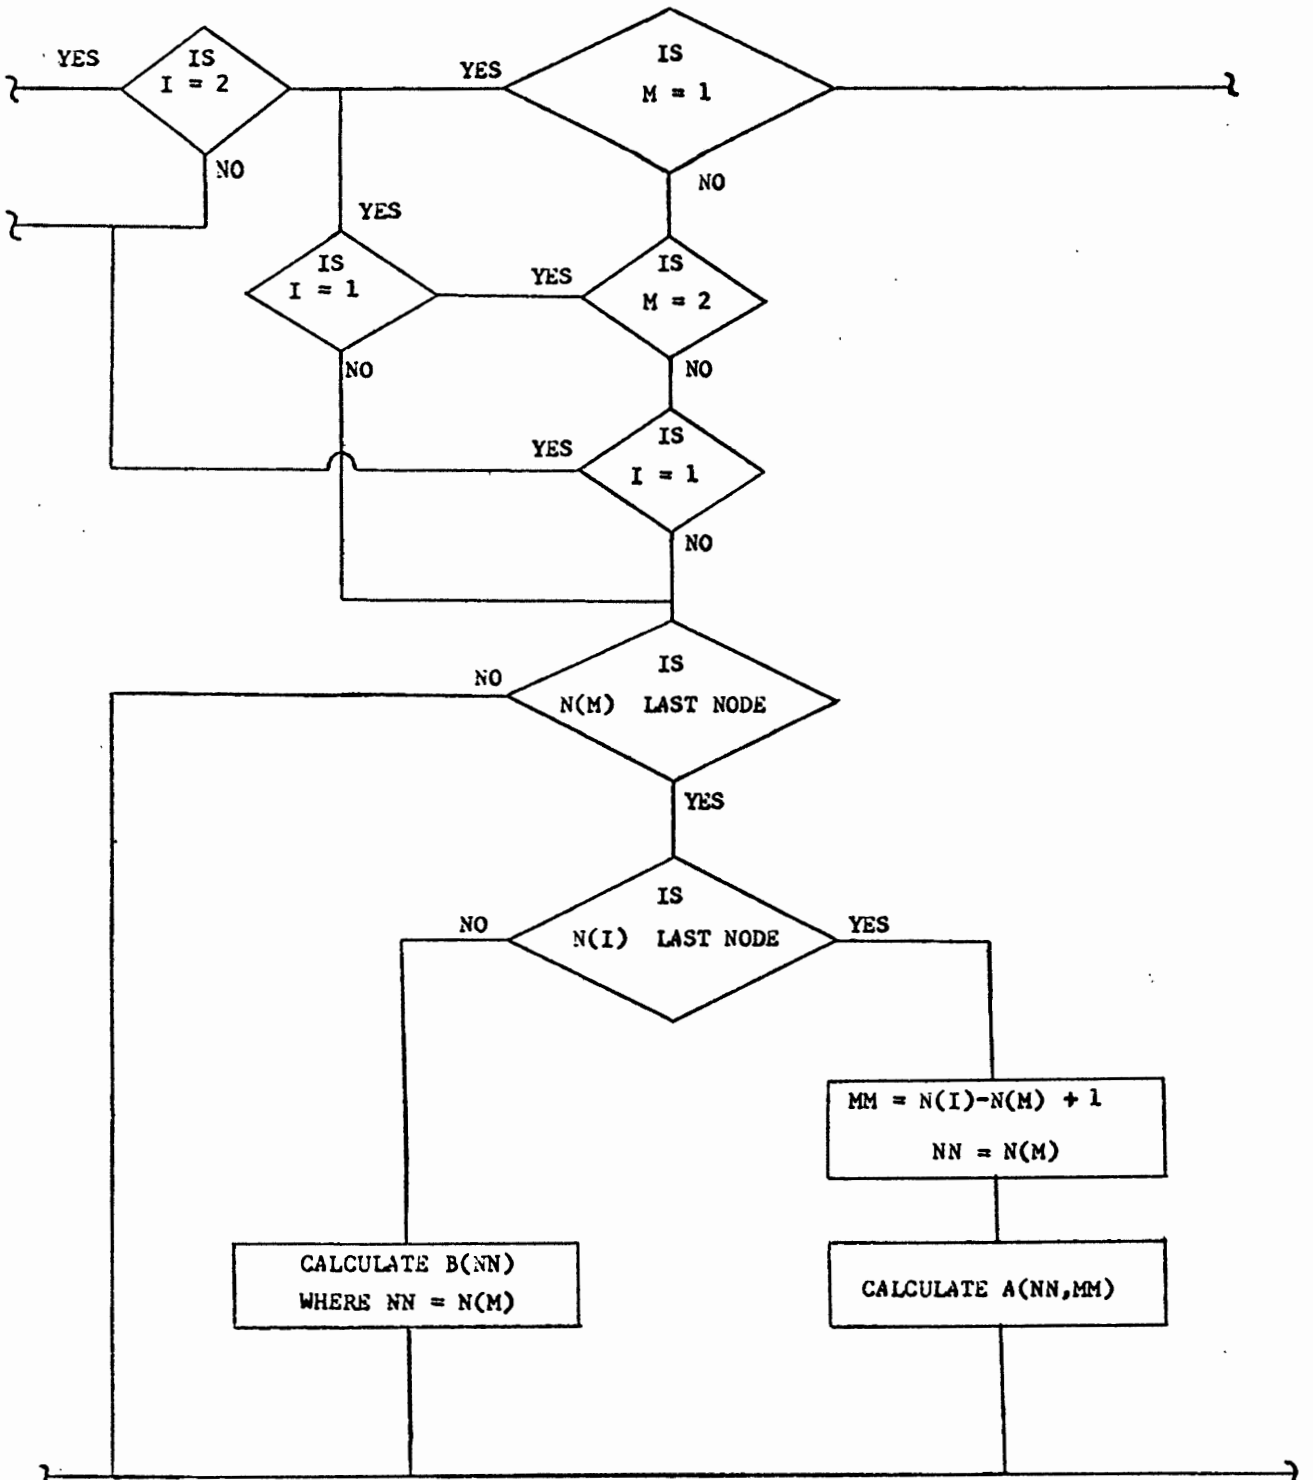 YES
IS
I = 2
NO
YES
IS
M = 1
NO
YES
IS
I = 1
NO
YES
IS
M = 2
NO
YES
IS
I = 1
NO
NO
IS
N(M) LAST NODE
YES
NO
IS
N(I) LAST NODE
YES
MM = N(I)-N(M) + 1
NN = N(M)
CALCULATE B(NN)
WHERE NN = N(M)
CALCULATE A(NN,MM)